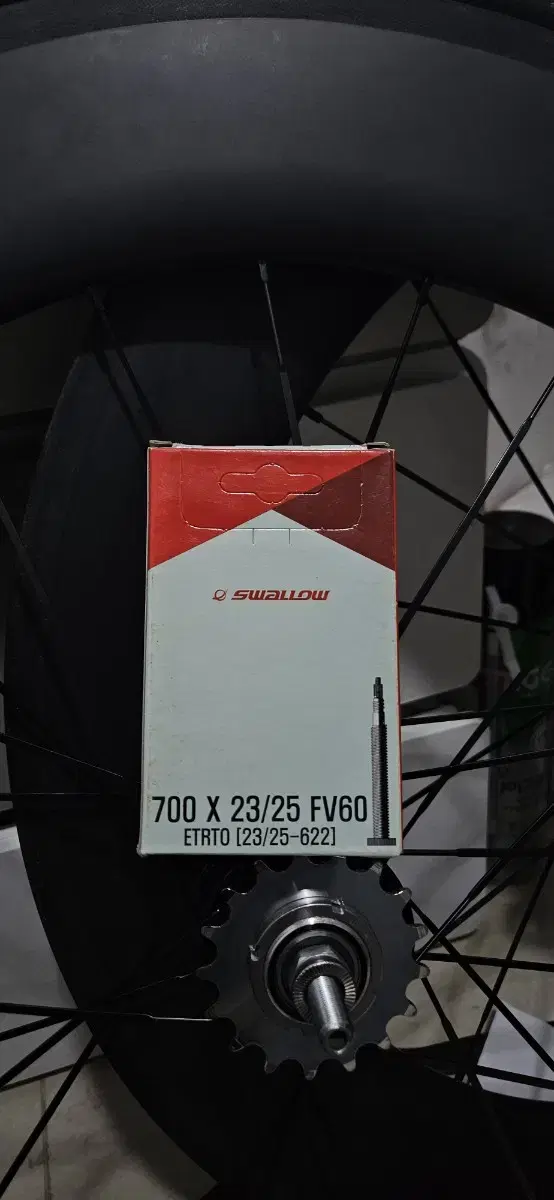 SWALLOW
700 X 23/25 FV60
ETRTO [23/25-622]